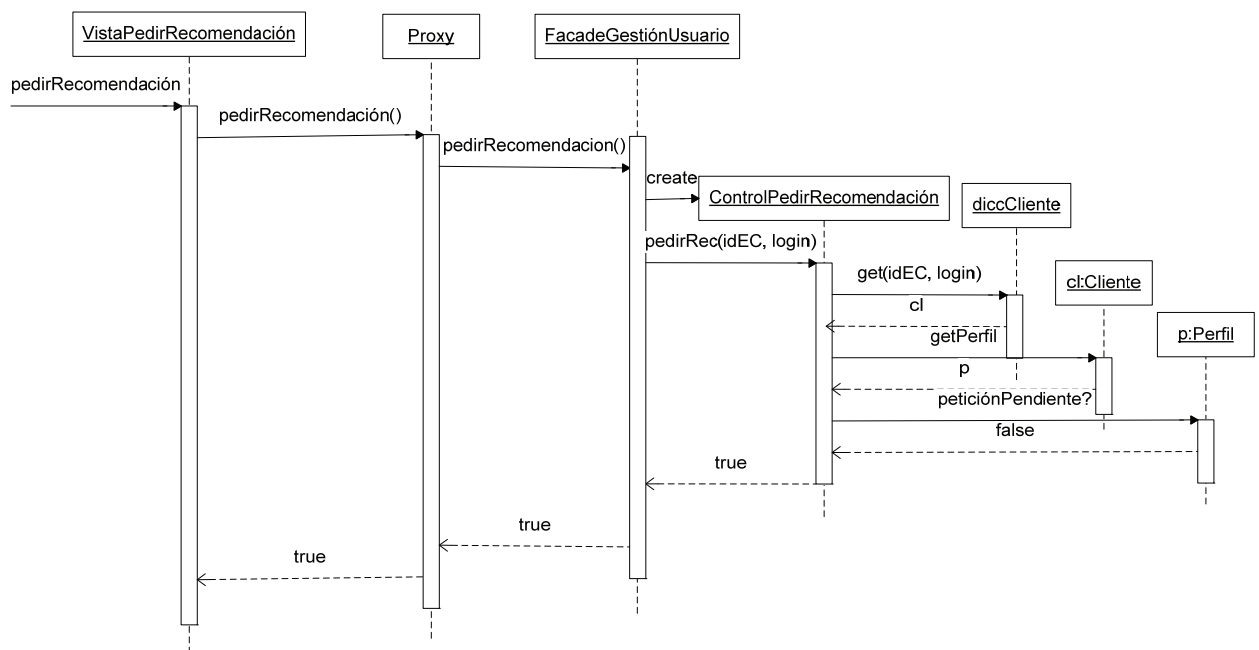 VistaPedirRecomendación
Proxy
FacadeGestiónUsuario
pedirRecomendación
pedirRecomendación()
pedirRecomendacion()
create
ControlPedirRecomendación
diccCliente
pedirRec(idEC, login)
get(idEC, login)
cl:Cliente
cl
getPerfil
p:Perfil
p
peticiónPendiente?
false
true
true
true